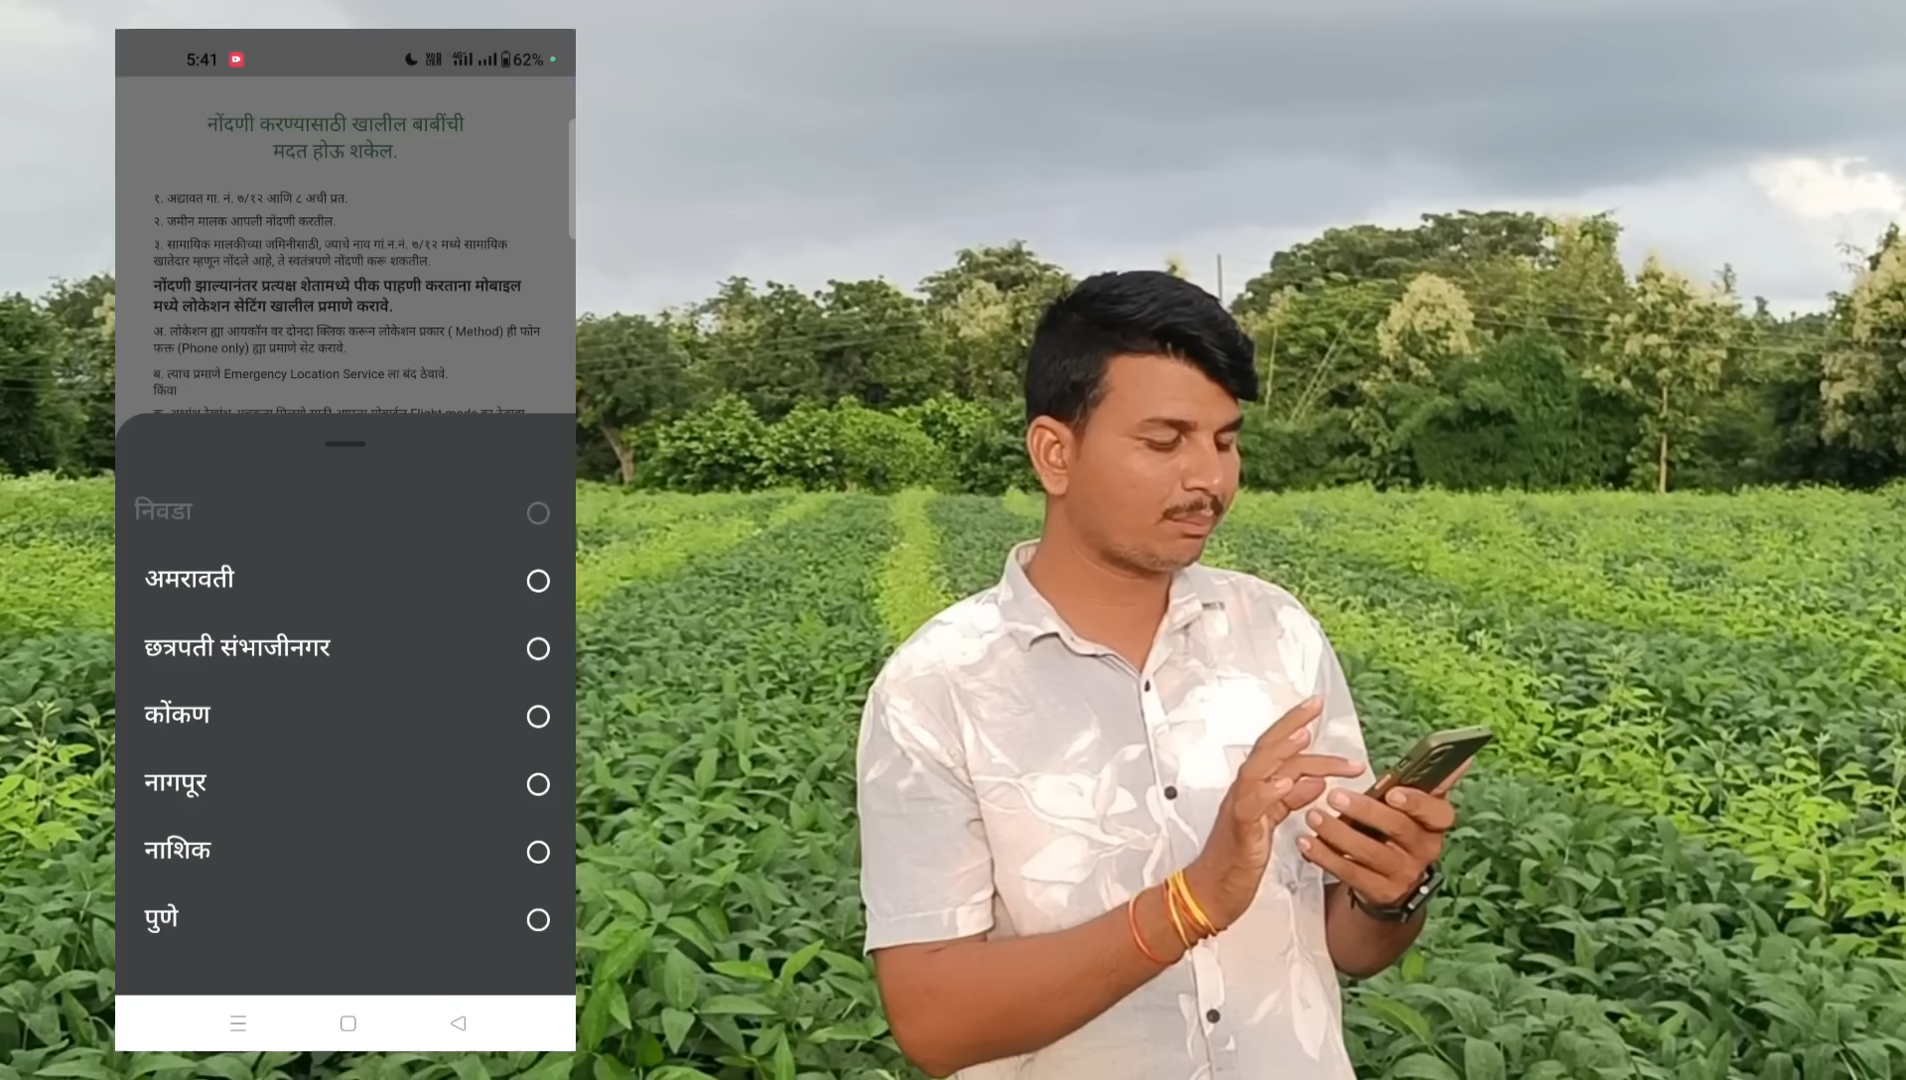 5:41
62%
नोंदणी करण्यासाठी खालील बाबींची
मदत होऊ शकेल.
१. अद्यावत गा. नं. ७/१२ आणि ८ अची प्रत.
२. जमीन मालक आपली नोंदणी करतील.
३. सामायिक मालकीच्या जमिनीसाठी, ज्याचे नाव गां.न.नं. ७/१२ मध्ये सामायिक
खातेदार म्हणून नोंदले आहे, ते स्वतंत्रपणे नोंदणी करू शकतील.
नोंदणी झाल्यानंतर प्रत्यक्ष शेतामध्ये पीक पाहणी करताना मोबाइल
मध्ये लोकेशन सेटिंग खालील प्रमाणे करावे.
अ. लोकेशन ह्या आयकॉन वर दोनदा क्लिक करून लोकेशन प्रकार ( Method) ही फोन
फक्त (Phone only) ह्या प्रमाणे सेट करावे.
ब. त्याच प्रमाणे Emergency Location Service ला बंद ठेवावे.
किंवा
निवडा
अमरावती
छत्रपती संभाजीनगर
कोंकण
नागपूर
नाशिक
पुणे